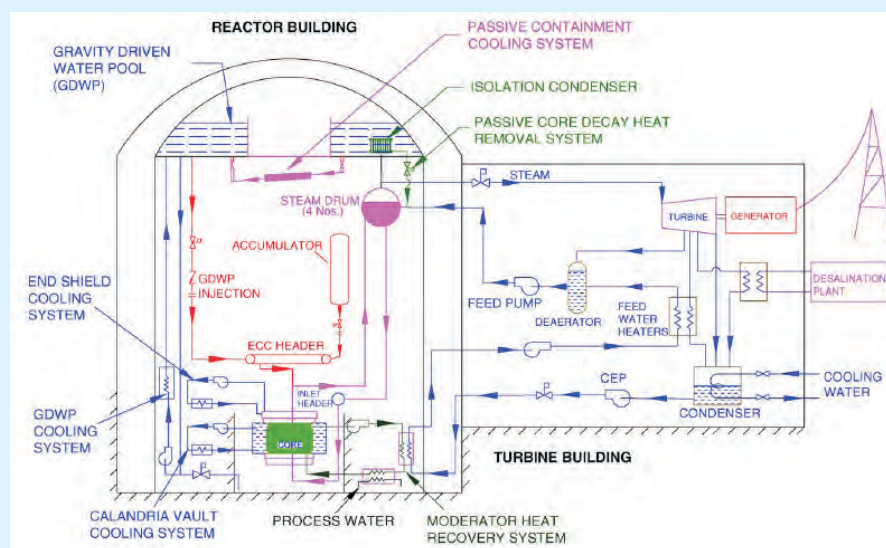 REACTOR BUILDING
PASSIVE CONTAINMENT
COOLING SYSTEM
GRAVITY DRIVEN
WATER POOL
(GDWP)
ISOLATION CONDENSER
PASSIVE CORE DECAY HEAT
REMOVAL SYSTEM
STEAM
STEAM DRUM
(4 Nos.)
TURBINE
GENERATOR
ACCUMULATOR
GDWP
INJECTION
END SHIELD
COOLING
SYSTEM
FEED PUMP
DEAERATOR
FEED
WATER
HEATERS
DESALINATION
PLANT
ECC HEADER
INLET
HEADER
CEP
CONDENSER
COOLING
WATER
GDWP
COOLING
SYSTEM
CORE
TURBINE BUILDING
CALANDRIA VAULT
COOLING SYSTEM
PROCESS WATER
MODERATOR HEAT
RECOVERY SYSTEM